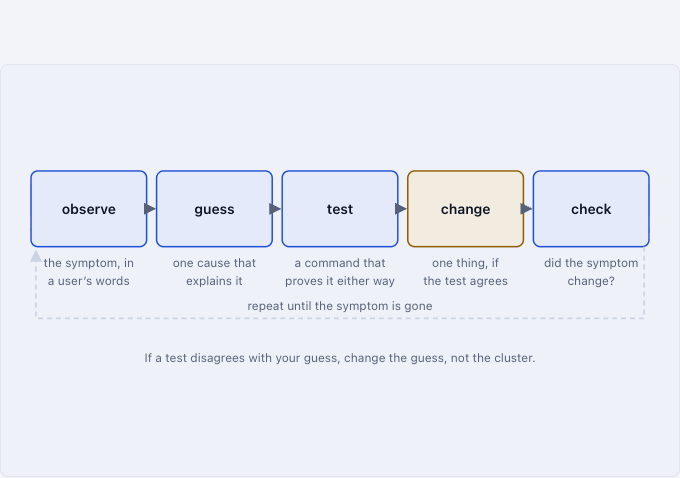 observe
guess
test
change
check
the symptom, in
a user's words
one cause that
explains it
a command that
proves it either way
one thing, if
the test agrees
did the symptom
change?
repeat until the symptom is gone
If a test disagrees with your guess, change the guess, not the cluster.